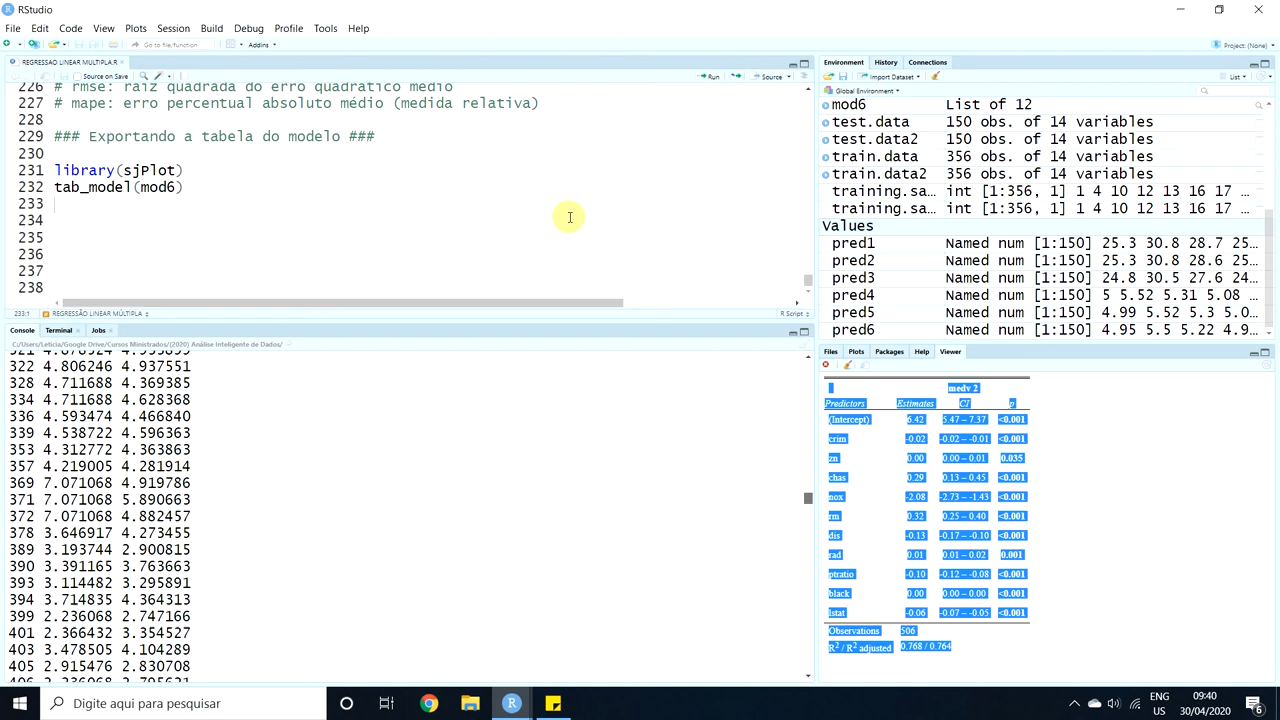 RStudio
File Edit Code View Plots Session Build Debug Profile Tools Help
Go to file/function Addins Project: (None)
REGRESSAO LINEAR MULTIPLA.R
Source on Save Run Source
226 # rmse: raiz quadrada do erro quadratico medio
227 # mape: erro percentual absoluto médio (medida relativa)
228
229 ### Exportando a tabela do modelo ###
230
231 library(sjPlot)
232 tab_model(mod6)
233
234
235
236
237
238
233:1 REGRESSÃO LINEAR MÚLTIPLA R Script
Console Terminal Jobs
C:/Users/Leticia/Google Drive/Cursos Ministrados/(2020) Análise Inteligente de Dados/
322 4.806246 4.987551
328 4.711688 4.369385
334 4.711688 4.628368
336 4.593474 4.506840
339 4.538722 4.526363
353 4.312772 4.363863
357 4.219005 4.281914
369 7.071068 4.919786
371 7.071068 5.890663
372 7.071068 4.882457
378 3.646917 4.273455
389 3.193744 2.900815
390 3.391165 3.763663
393 3.114482 3.295891
394 3.714835 4.244313
399 2.236068 2.747166
401 2.366432 3.354527
403 3.478505 4.104289
405 2.915476 2.830708
Environment History Connections
Import Dataset List
Global Environment
mod6 List of 12
test.data 150 obs. of 14 variables
test.data2 150 obs. of 14 variables
train.data 356 obs. of 14 variables
train.data2 356 obs. of 14 variables
training.sa… int [1:356, 1] 1 4 10 12 13 16 17 …
training.sa… int [1:356, 1] 1 4 10 12 13 16 17 …
Values
pred1 Named num [1:150] 25.3 30.8 28.7 25…
pred2 Named num [1:150] 25.3 30.8 28.6 25…
pred3 Named num [1:150] 24.8 30.5 27.6 24…
pred4 Named num [1:150] 5 5.52 5.31 5.08 …
pred5 Named num [1:150] 4.99 5.52 5.3 5.0…
pred6 Named num [1:150] 4.95 5.5 5.22 4.9…
Files Plots Packages Help Viewer
medv 2
Predictors Estimates CI p
(Intercept) 6.42 5.47 – 7.37 <0.001
crim -0.02 -0.02 – -0.01 <0.001
zn 0.00 0.00 – 0.01 0.035
chas 0.29 0.13 – 0.45 <0.001
nox -2.08 -2.73 – -1.43 <0.001
rm 0.32 0.25 – 0.40 <0.001
dis -0.13 -0.17 – -0.10 <0.001
rad 0.01 0.01 – 0.02 0.001
ptratio -0.10 -0.12 – -0.08 <0.001
black 0.00 0.00 – 0.00 <0.001
lstat -0.06 -0.07 – -0.05 <0.001
Observations 506
R2 / R2 adjusted 0.768 / 0.764
Digite aqui para pesquisar
ENG 09:40
US 30/04/2020 6